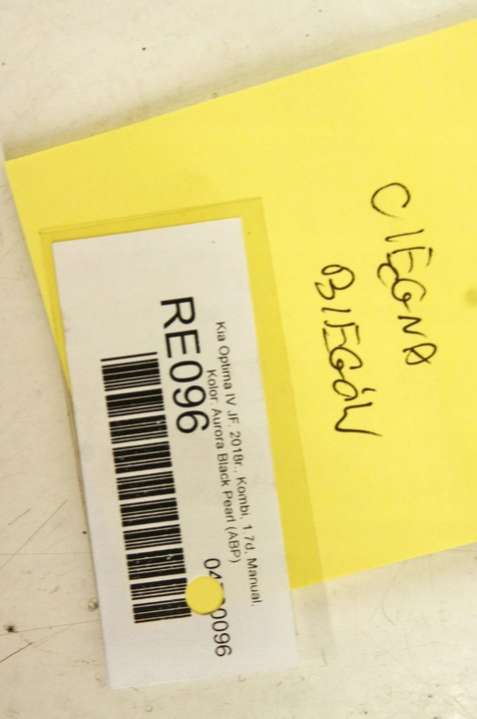 CIĘGNA
BIEGÓW
Kia Optima IV JF, 2018r., Kombi, 1.7d, Manual,
Kolor: Aurora Black Pearl (ABP)
RE096